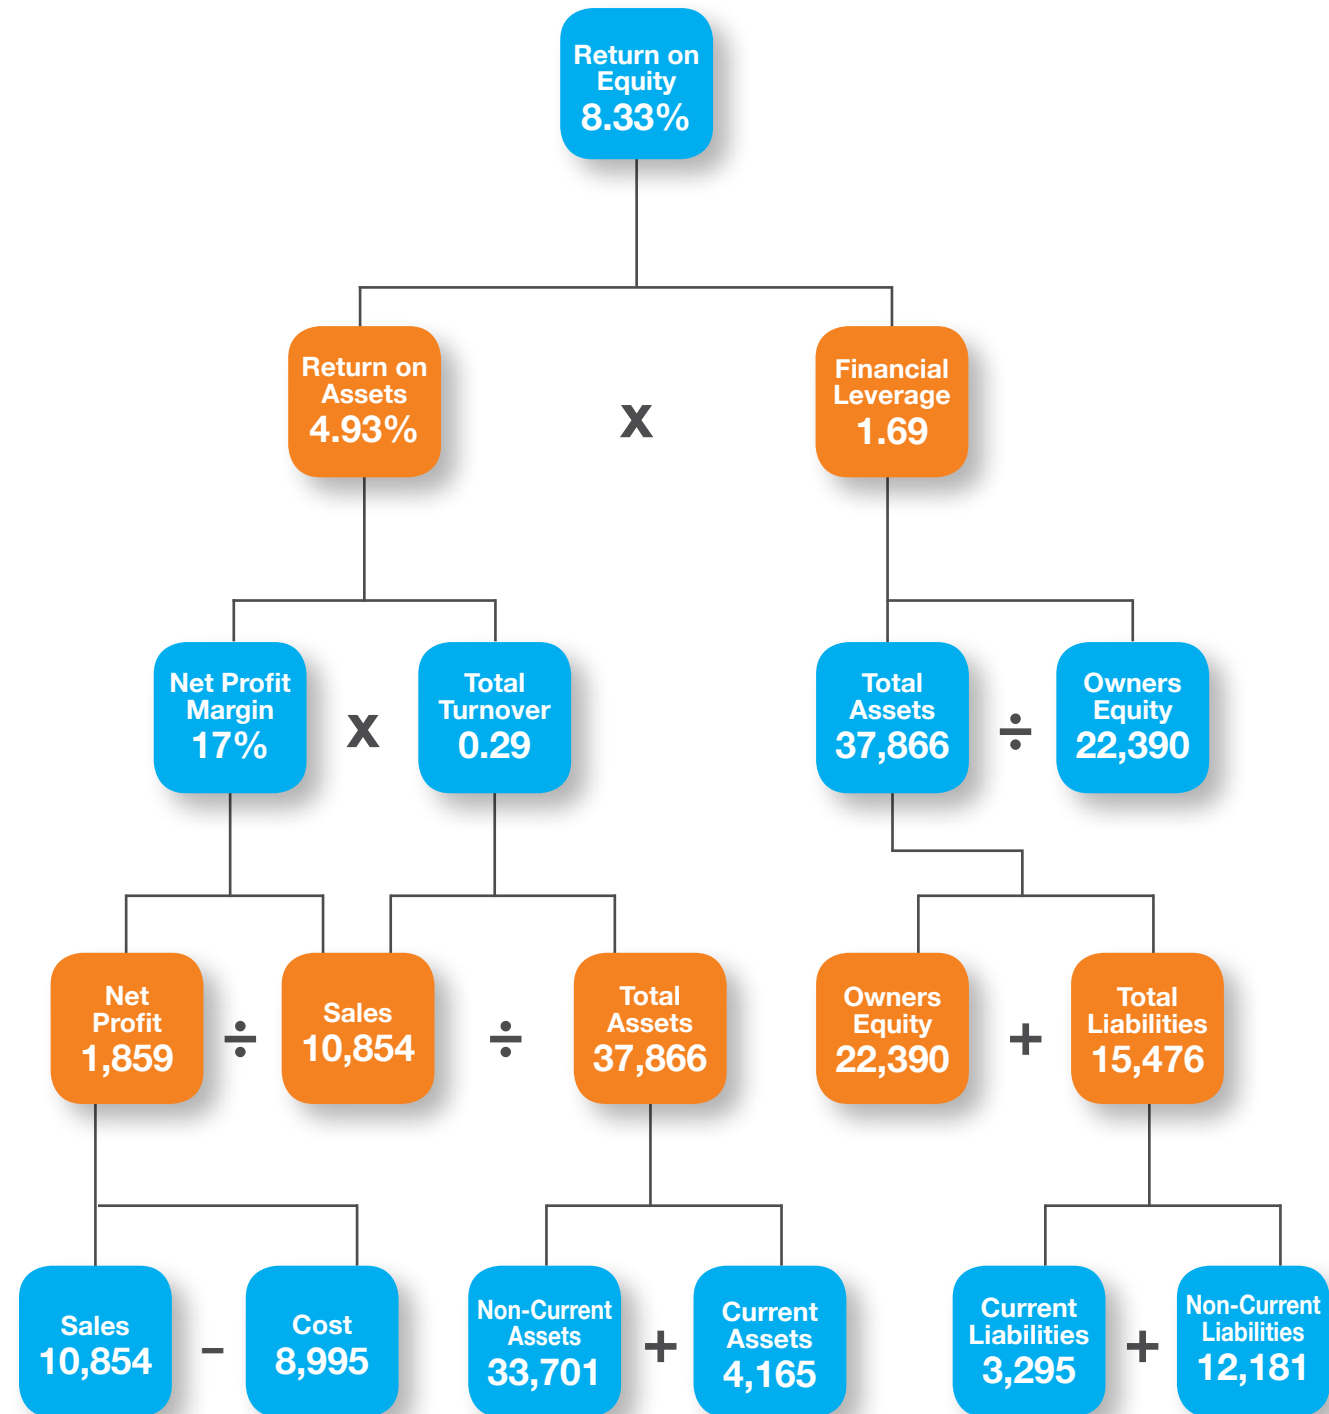 Return on
Equity
8.33%
Return on
Assets
4.93%
x
Financial
Leverage
1.69
Net Profit
Margin
17%
x
Total
Turnover
0.29
Total
Assets
37,866
÷
Owners
Equity
22,390
Net
Profit
1,859
÷
Sales
10,854
÷
Total
Assets
37,866
Owners
Equity
22,390
+
Total
Liabilities
15,476
Sales
10,854
-
Cost
8,995
Non-Current
Assets
33,701
+
Current
Assets
4,165
Current
Liabilities
3,295
+
Non-Current
Liabilities
12,181